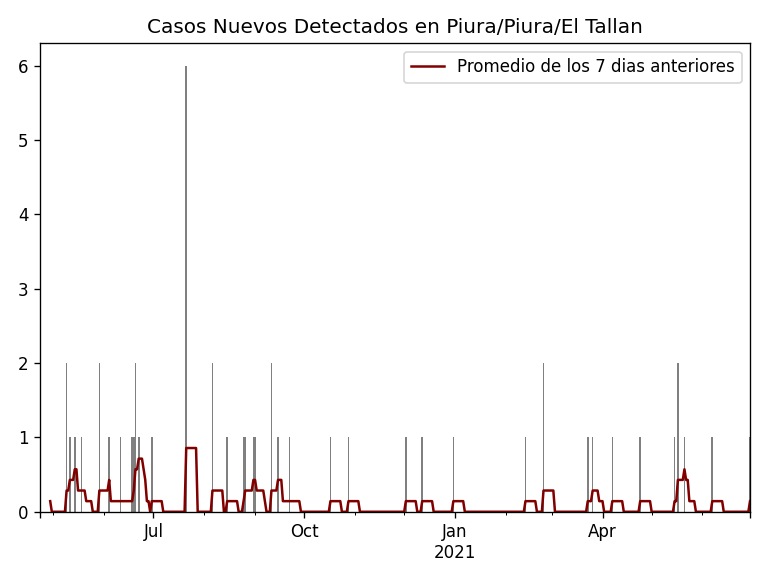 Casos Nuevos Detectados en Piura/Piura/El Tallan
Promedio de los 7 dias anteriores
6
5
4
3
2
1
0
Jul
Oct
Jan
2021
Apr